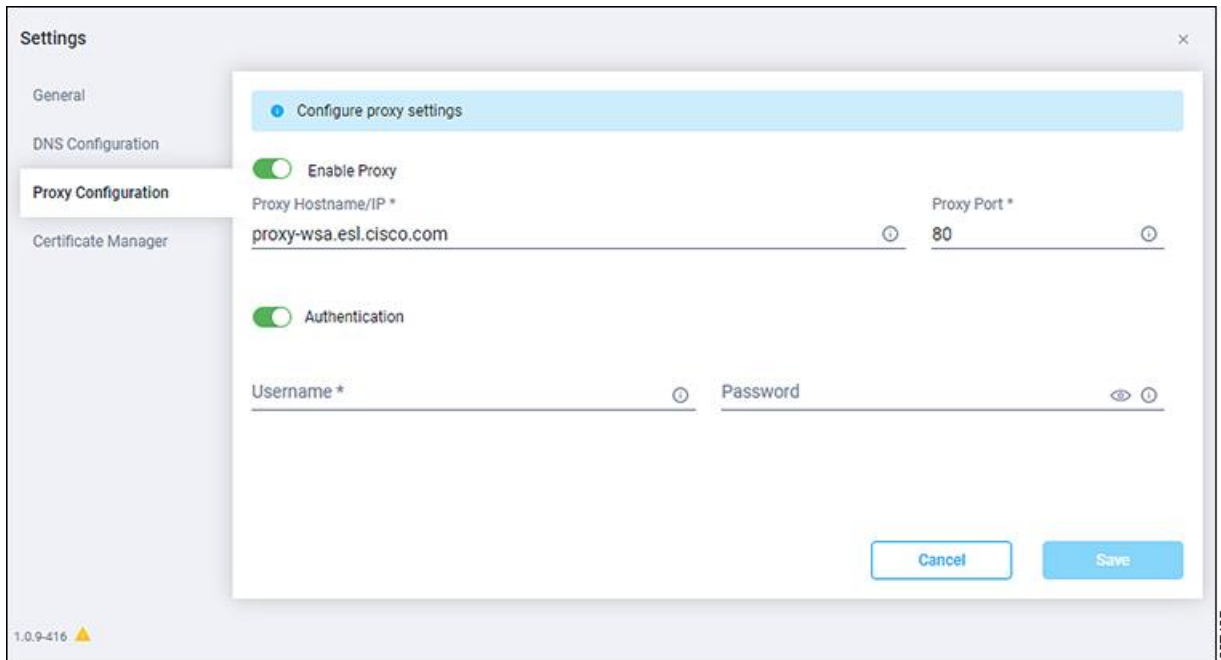 Settings
General
DNS Configuration
Proxy Configuration
Certificate Manager
Configure proxy settings
Enable Proxy
Proxy Hostname/IP *
Proxy Port *
proxy-wsa.esl.cisco.com
80
Authentication
Username *
Password
Cancel
Save
1.0.9-416